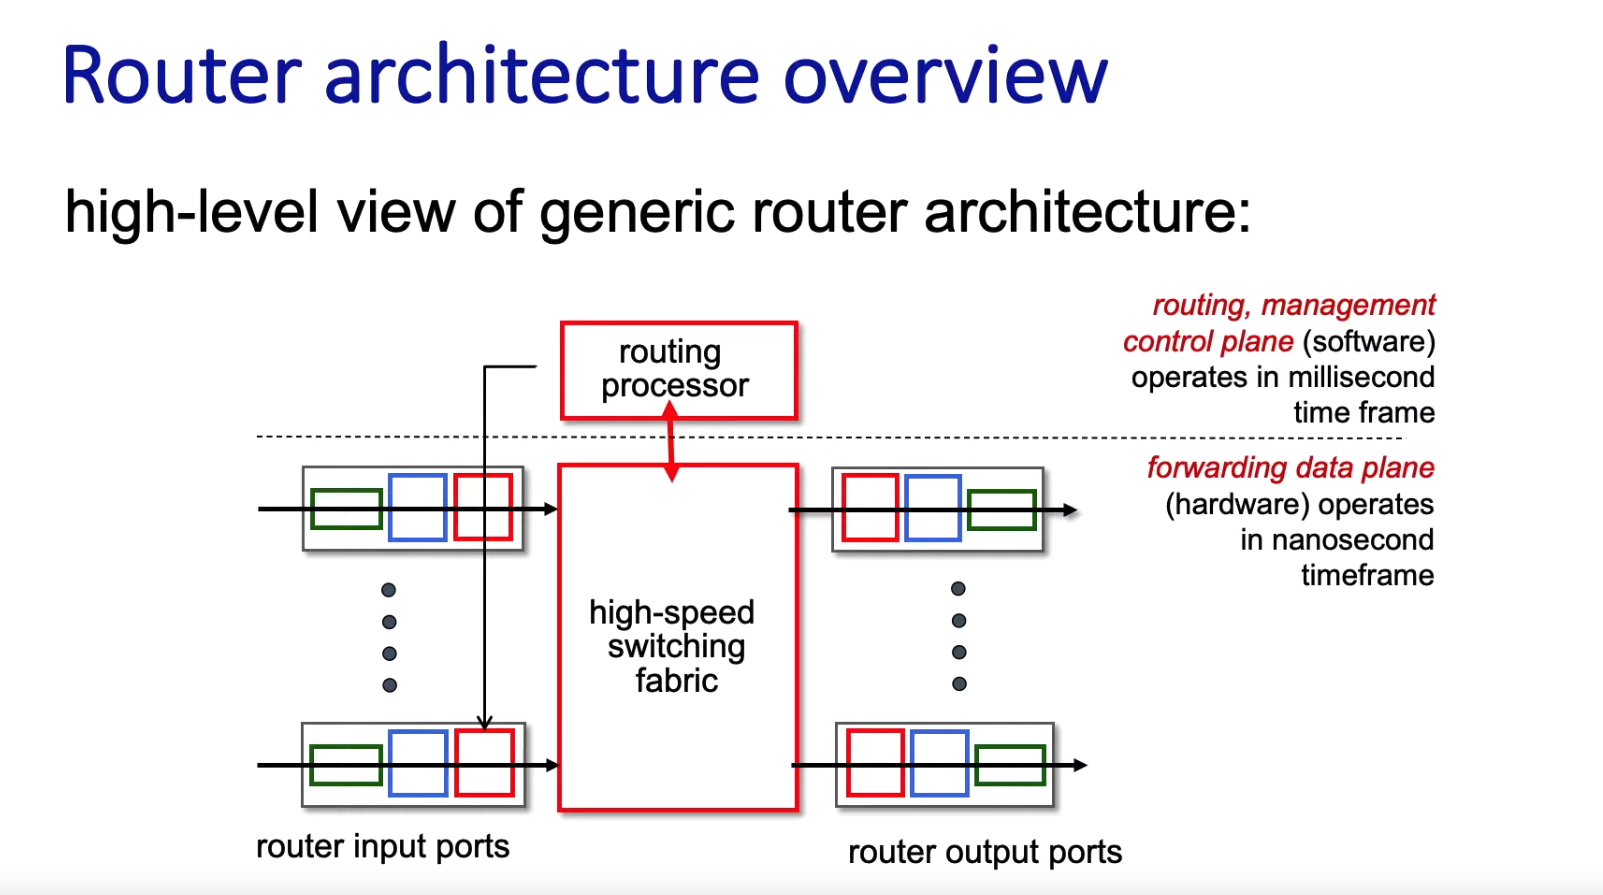 Router architecture overview
high-level view of generic router architecture:
routing, management
control plane (software)
operates in millisecond
time frame
routing
processor
forwarding data plane
(hardware) operates
in nanosecond
timeframe
high-speed
switching
fabric
router input ports
router output ports